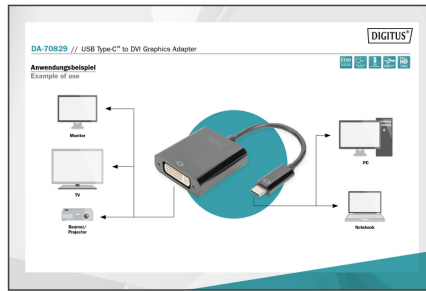 DIGITUS®
DA-70829 // USB Type-C™ to DVI Graphics Adapter
Anwendungsbeispiel
Example of use
Monitor
TV
Beamer/
Projector
PC
Notebook